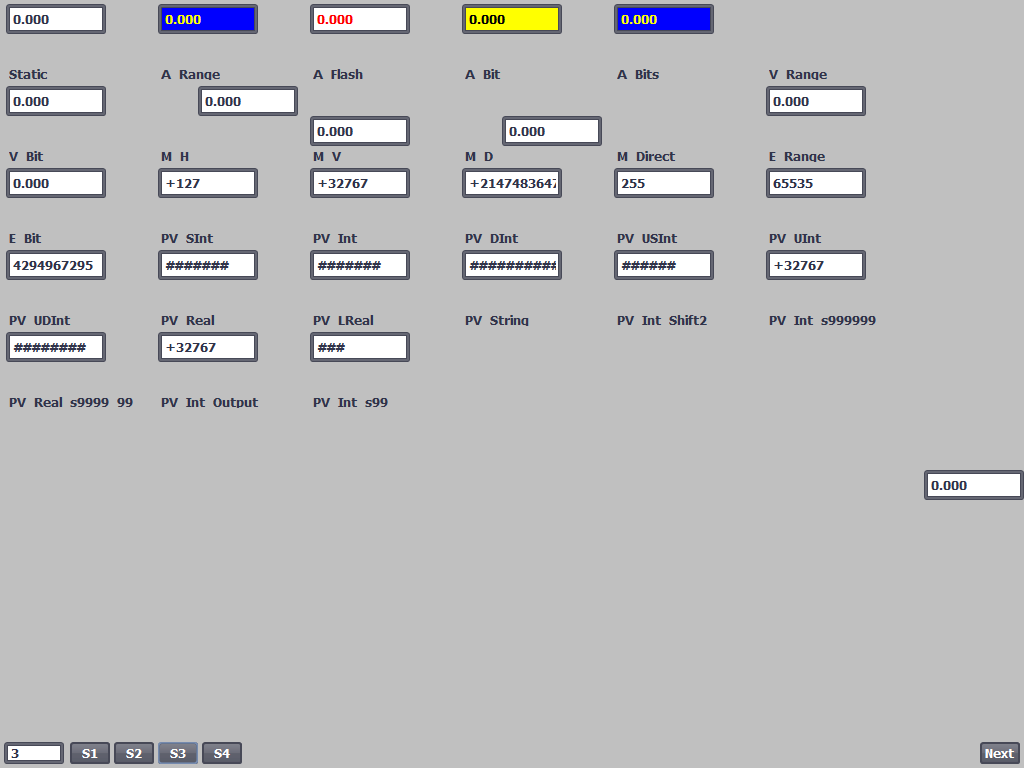 0.000 0.000 0.000 0.000 0.000
Static A Range A Flash A Bit A Bits V Range
0.000 0.000 0.000
0.000 0.000
V Bit M H M V M D M Direct E Range
0.000 +127 +32767 +2147483647 255 65535
E Bit PV SInt PV Int PV DInt PV USInt PV UInt
4294967295 ####### ####### ########## ###### +32767
PV UDInt PV Real PV LReal PV String PV Int Shift2 PV Int s999999
######## +32767 ###
PV Real s9999 99 PV Int Output PV Int s99
0.000
3 S1 S2 S3 S4 Next